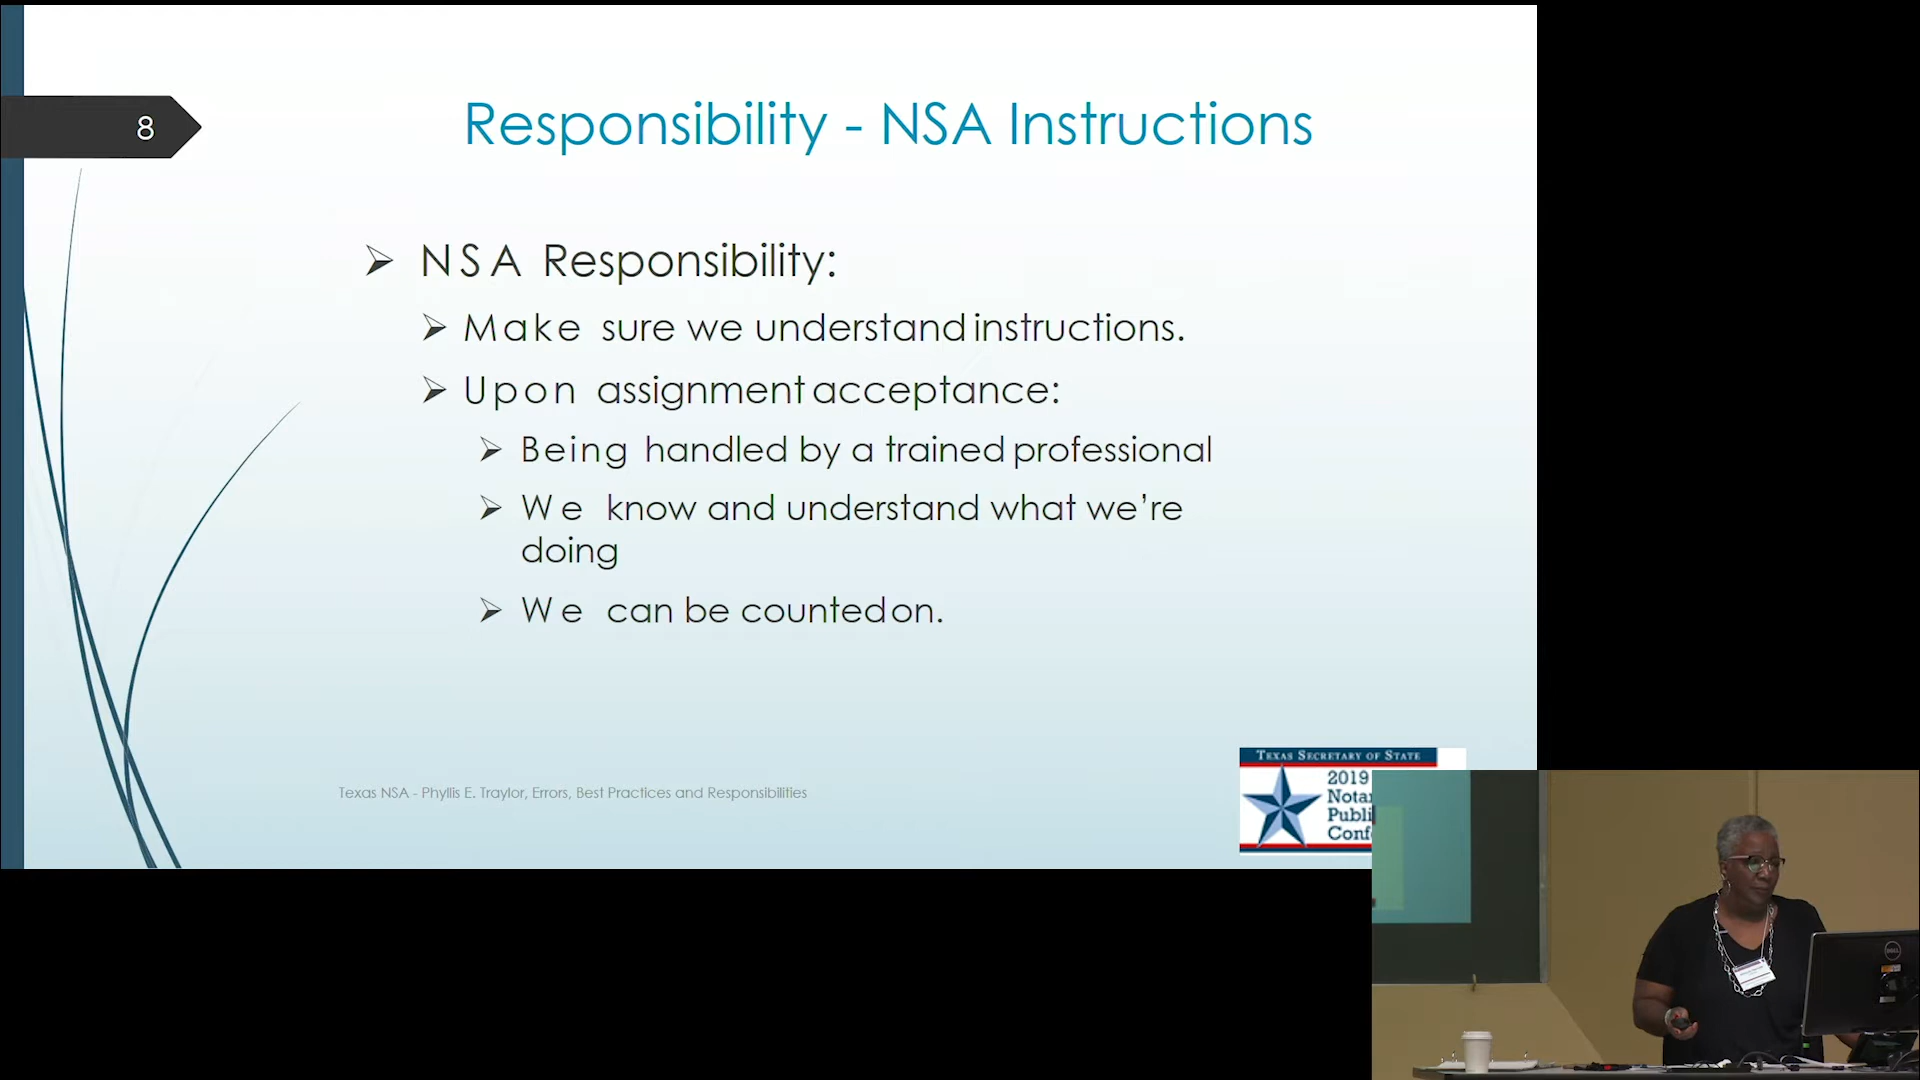 8
Responsibility - NSA Instructions
NSA Responsibility:
Make sure we understand instructions.
Upon assignment acceptance:
Being handled by a trained professional
We know and understand what we're
doing
We can be counted on.
Texas NSA - Phyllis E. Traylor, Errors, Best Practices and Responsibilities
TEXAS SECRETARY OF STATE
2019
Nota
Publi
Conf
DELL